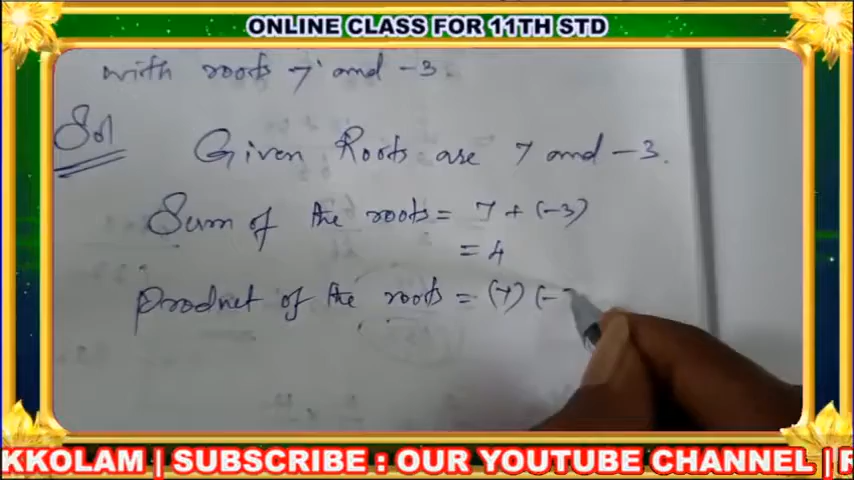 ONLINE CLASS FOR 11TH STD
with roots 7 and -3.
Sol
Given Roots are 7 and -3.
Sum of the roots = 7 + (-3)
= 4
Product of the roots = (7) (-
KKOLAM | SUBSCRIBE : OUR YOUTUBE CHANNEL | R